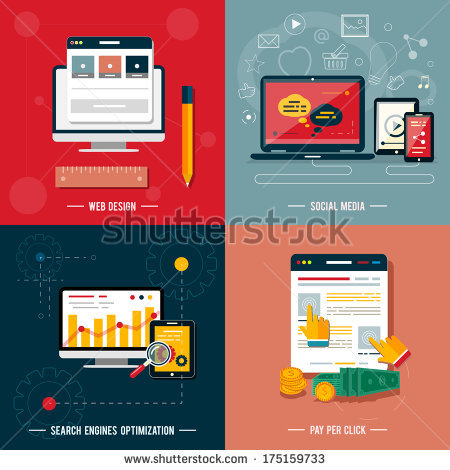 WEB DESIGN
SOCIAL MEDIA
shutterstock
SEARCH ENGINES OPTIMIZATION
PAY PER CLICK
www.shutterstock.com · 175159733